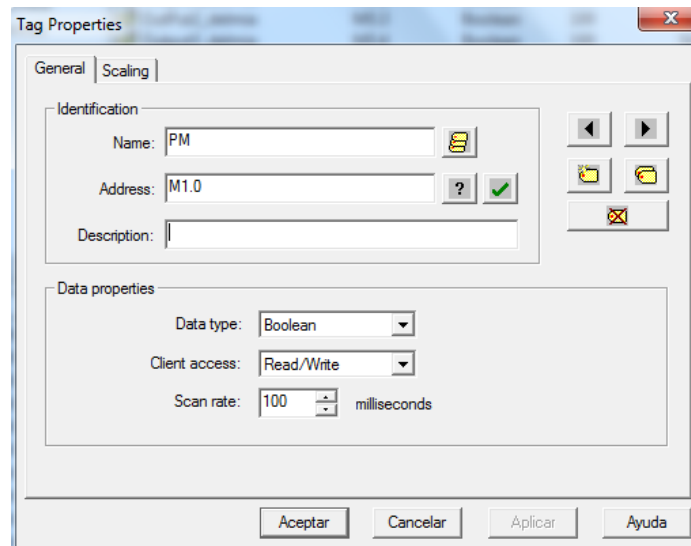 Tag Properties
General Scaling
Identification
Name: PM
Address: M1.0 ?
Description:
Data properties
Data type: Boolean
Client access: Read/Write
Scan rate: 100 milliseconds
Aceptar Cancelar Aplicar Ayuda